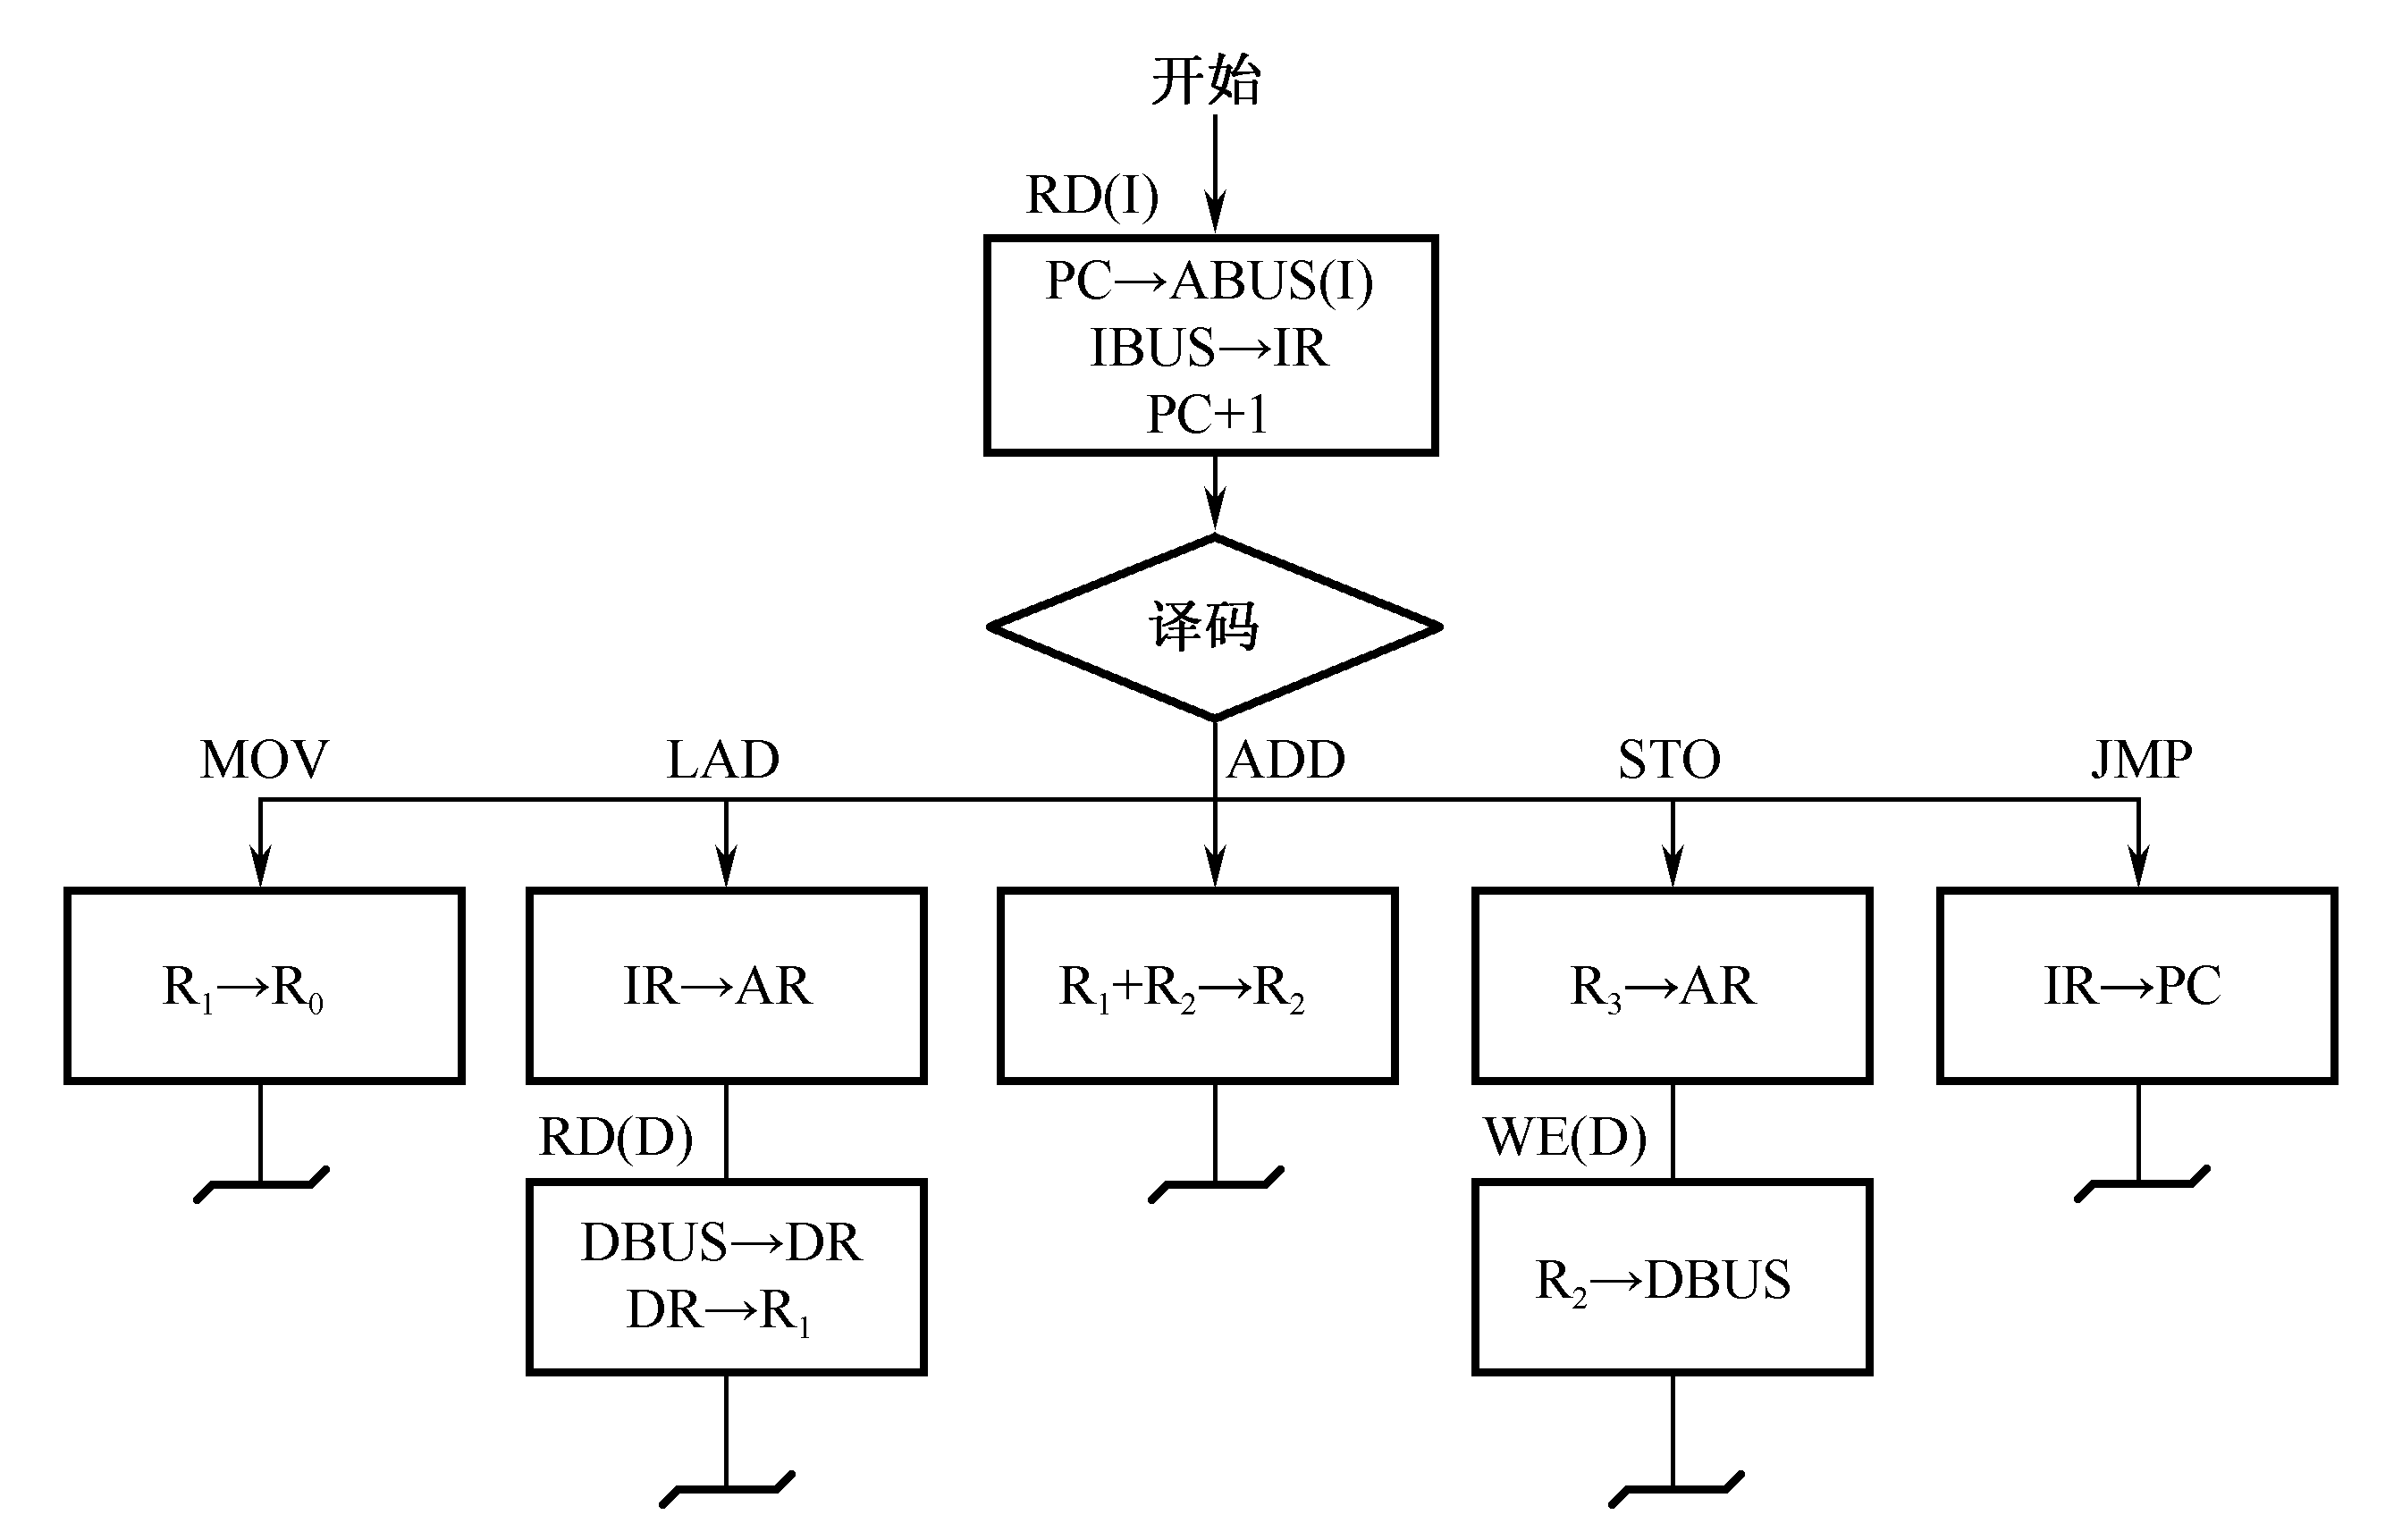 开始
RD(I)
PC→ABUS(I)
IBUS→IR
PC+1
译码
MOV
LAD
ADD
STO
JMP
R₁→R₀
IR→AR
R₁+R₂→R₂
R₃→AR
IR→PC
RD(D)
WE(D)
DBUS→DR
DR→R₁
R₂→DBUS